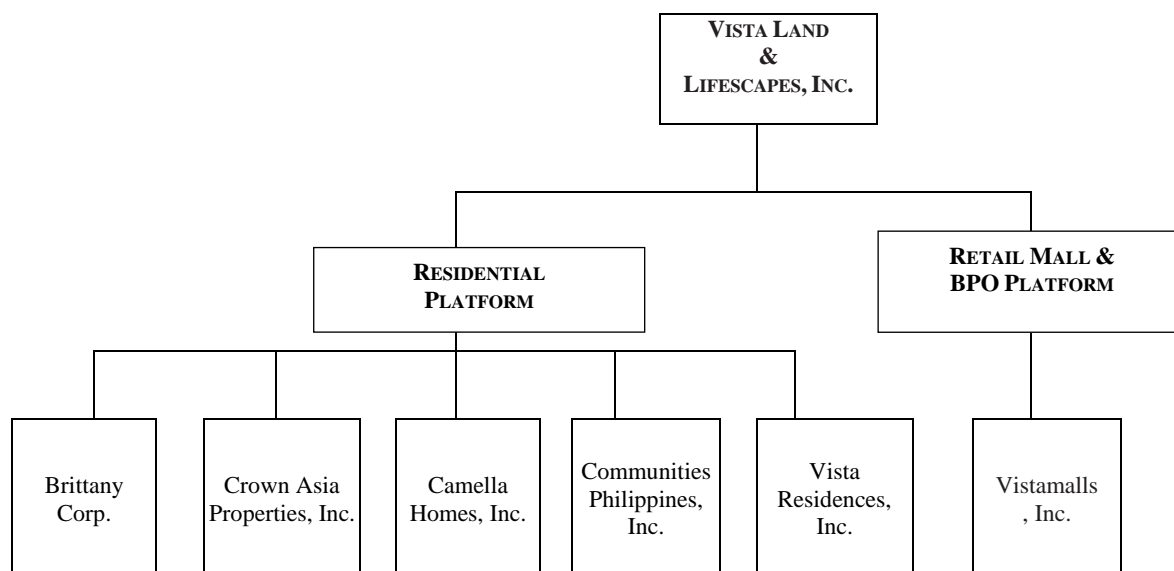 VISTA LAND
&
LIFESCAPES, INC.
RESIDENTIAL
PLATFORM
RETAIL MALL &
BPO PLATFORM
Brittany
Corp.
Crown Asia
Properties, Inc.
Camella
Homes, Inc.
Communities
Philippines,
Inc.
Vista
Residences,
Inc.
Vistamalls
, Inc.